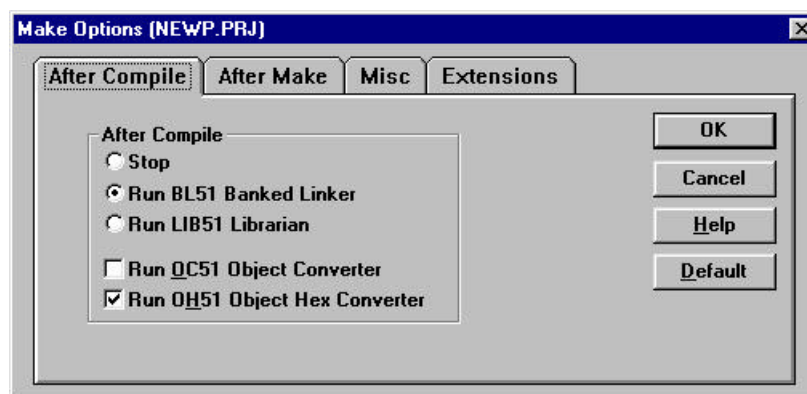 Make Options (NEWP.PRJ)
After Compile After Make Misc Extensions
After Compile
Stop
Run BL51 Banked Linker
Run LIB51 Librarian
Run OC51 Object Converter
Run OH51 Object Hex Converter
OK
Cancel
Help
Default